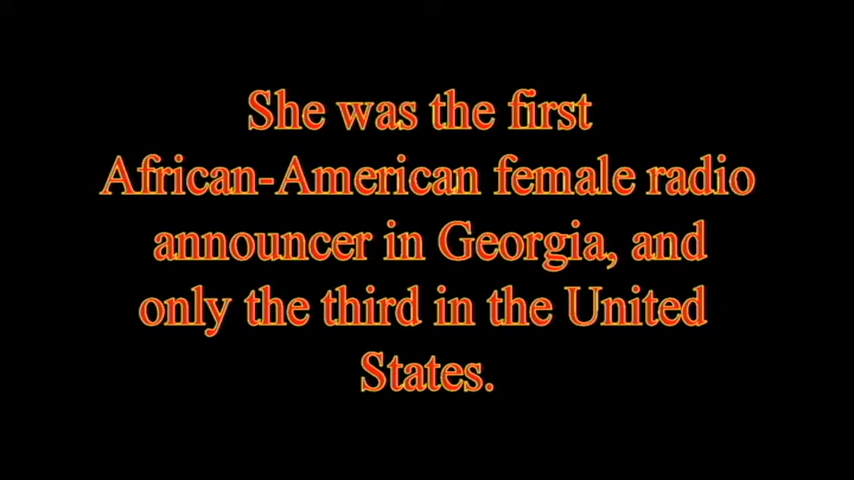 She was the first
African-American female radio
announcer in Georgia, and
only the third in the United
States.